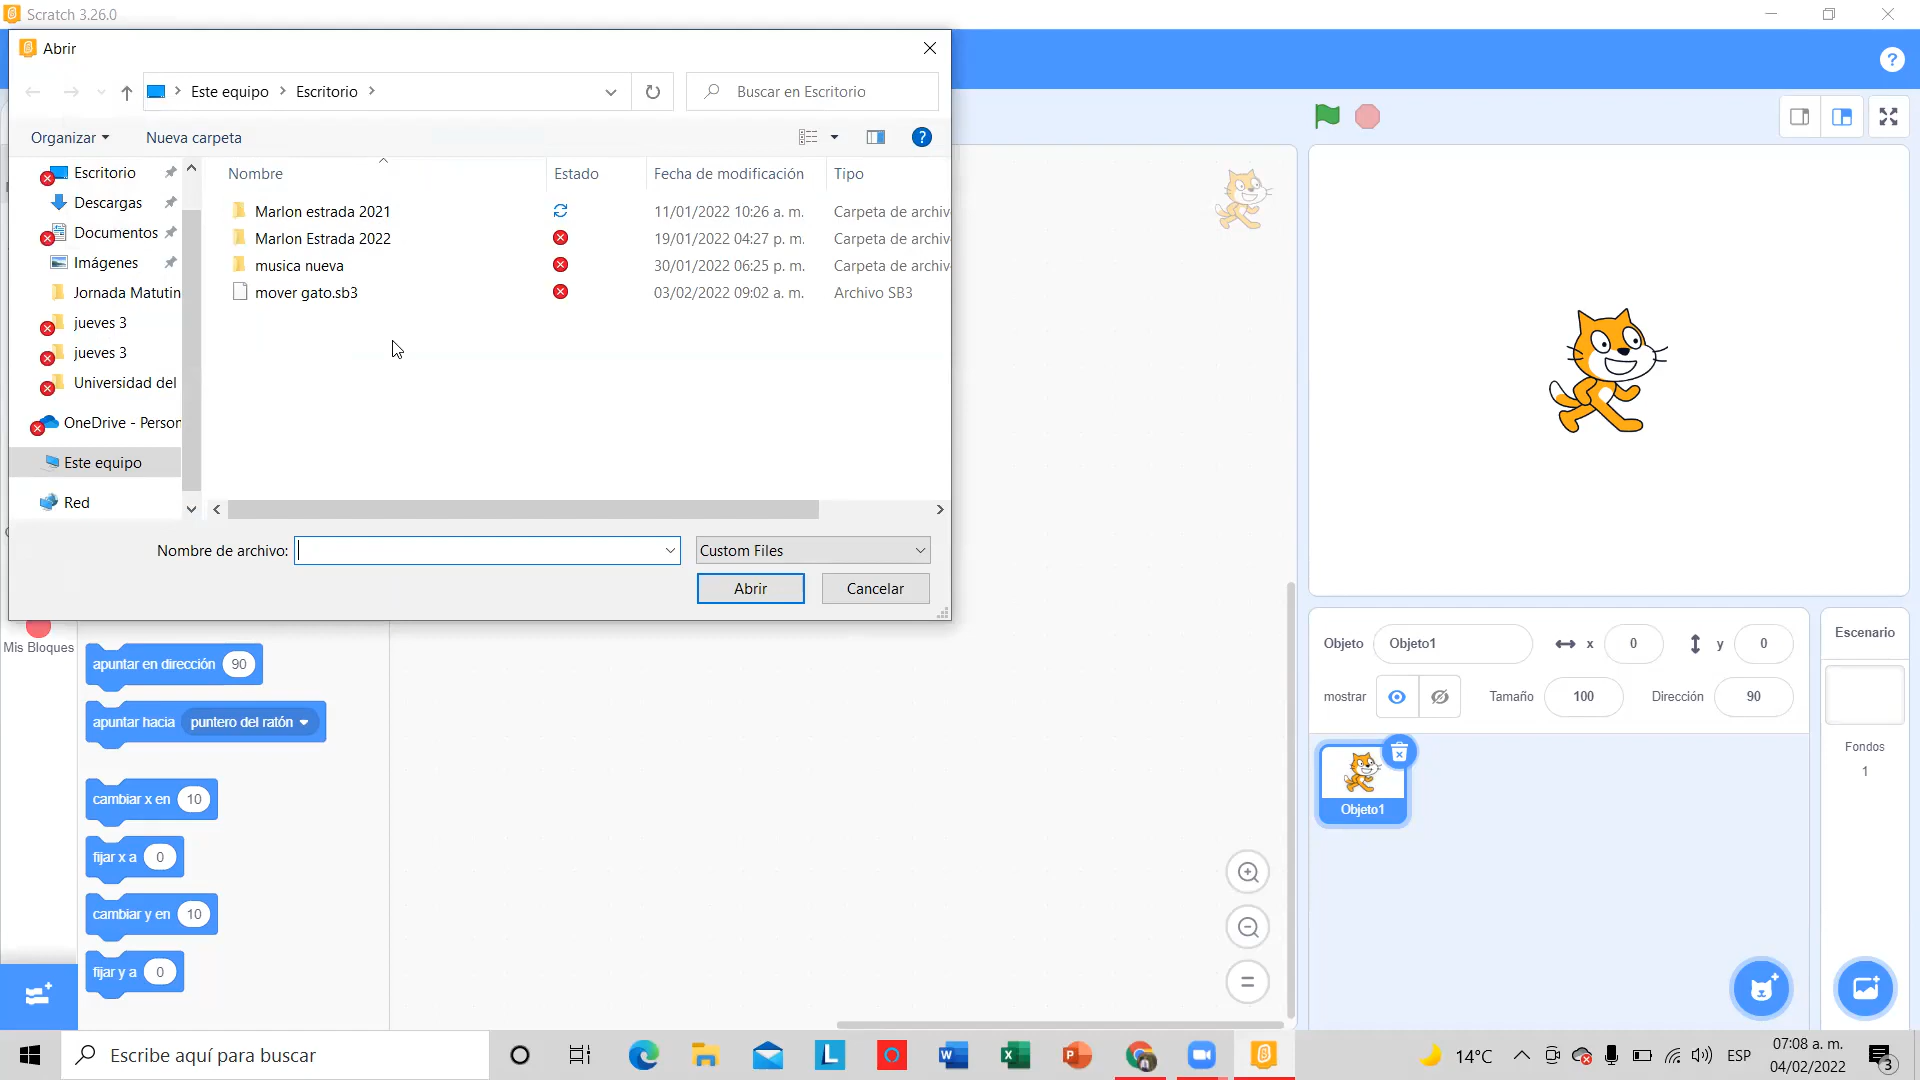 Scratch 3.26.0
Abrir
Este equipo
Escritorio
Buscar en Escritorio
Organizar
Nueva carpeta
Escritorio
Descargas
Documentos
Imágenes
Jornada Matutin
jueves 3
jueves 3
Universidad del
OneDrive - Person
Este equipo
Red
Nombre Estado Fecha de modificación Tipo
Marlon estrada 2021 11/01/2022 10:26 a. m. Carpeta de archiv
Marlon Estrada 2022 19/01/2022 04:27 p. m. Carpeta de archiv
musica nueva 30/01/2022 06:25 p. m. Carpeta de archiv
mover gato.sb3 03/02/2022 09:02 a. m. Archivo SB3
Nombre de archivo:
Custom Files
Abrir Cancelar
Mis Bloques
apuntar en dirección 90
apuntar hacia puntero del ratón
cambiar x en 10
fijar x a 0
cambiar y en 10
fijar y a 0
Objeto Objeto1 x 0 y 0
mostrar Tamaño 100 Dirección 90
Objeto1
Escenario
Fondos
1
Escribe aquí para buscar
14°C
ESP
07:08 a. m.
04/02/2022
3